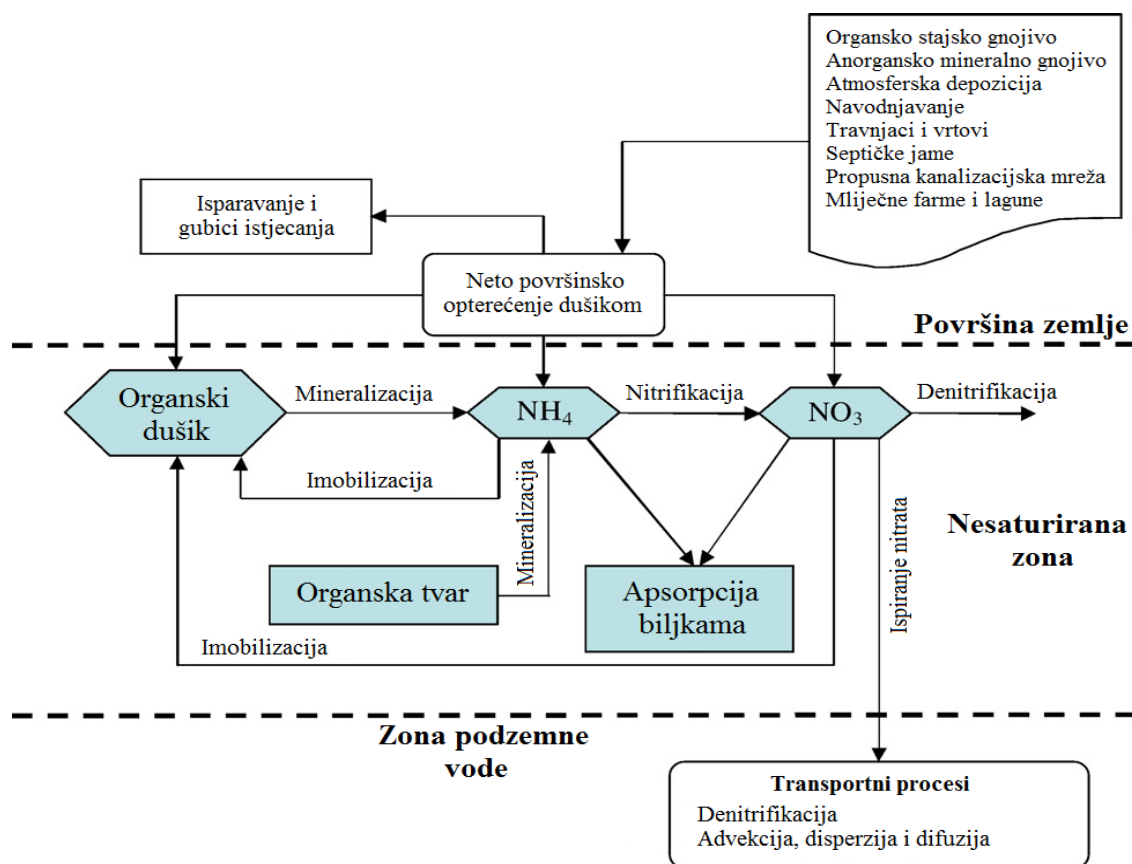 Organsko stajsko gnojivo
Anorgansko mineralno gnojivo
Atmosferska depozicija
Navodnjavanje
Travnjaci i vrtovi
Septičke jame
Propusna kanalizacijska mreža
Mliječne farme i lagune
Isparavanje i
gubici istjecanja
Neto površinsko
opterećenje dušikom
Površina zemlje
Organski
dušik
Mineralizacija
NH₄
Nitrifikacija
NO₃
Denitrifikacija
Imobilizacija
Mineralizacija
Ispiranje nitrata
Nesaturirana
zona
Organska tvar
Apsorpcija
biljkama
Imobilizacija
Zona podzemne
vode
Transportni procesi
Denitrifikacija
Advekcija, disperzija i difuzija